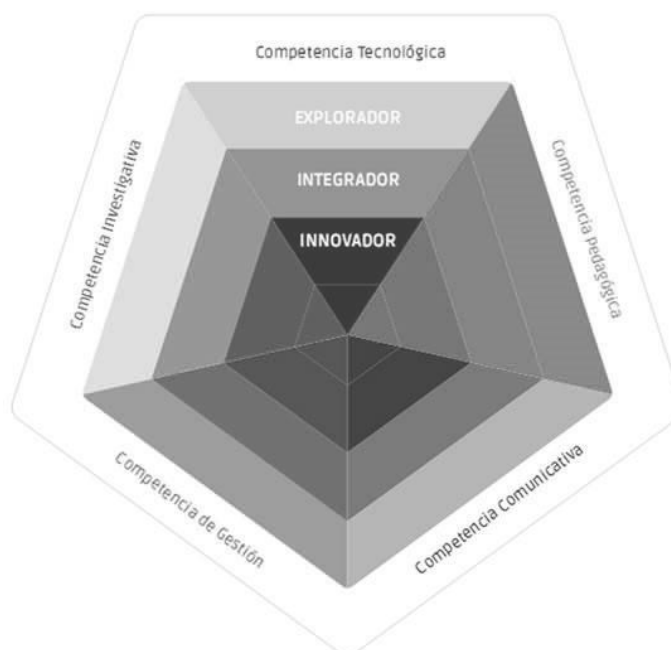 Competencia Tecnológica
EXPLORADOR
INTEGRADOR
INNOVADOR
Competencia Investigativa
Competencia pedagógica
Competencia de Gestión
Competencia Comunicativa